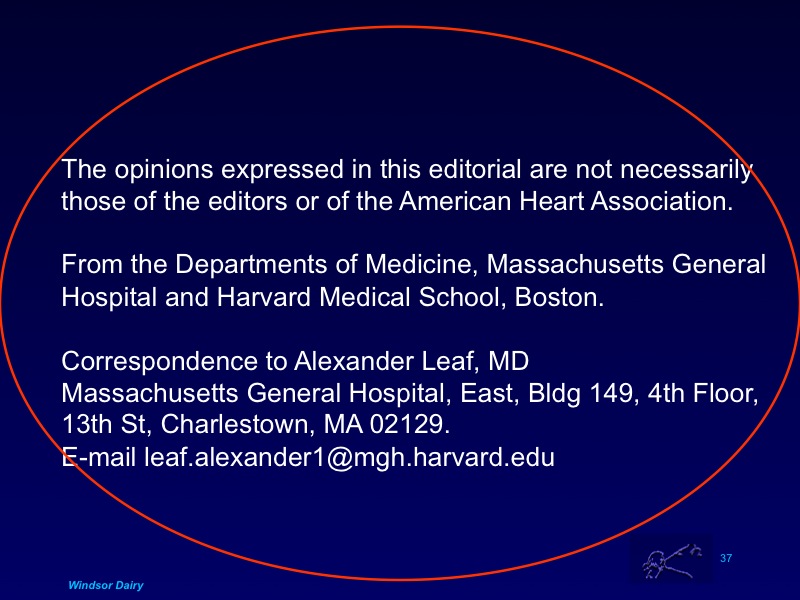 The opinions expressed in this editorial are not necessarily
those of the editors or of the American Heart Association.
From the Departments of Medicine, Massachusetts General
Hospital and Harvard Medical School, Boston.
Correspondence to Alexander Leaf, MD
Massachusetts General Hospital, East, Bldg 149, 4th Floor,
13th St, Charlestown, MA 02129.
E-mail leaf.alexander1@mgh.harvard.edu
37
Windsor Dairy